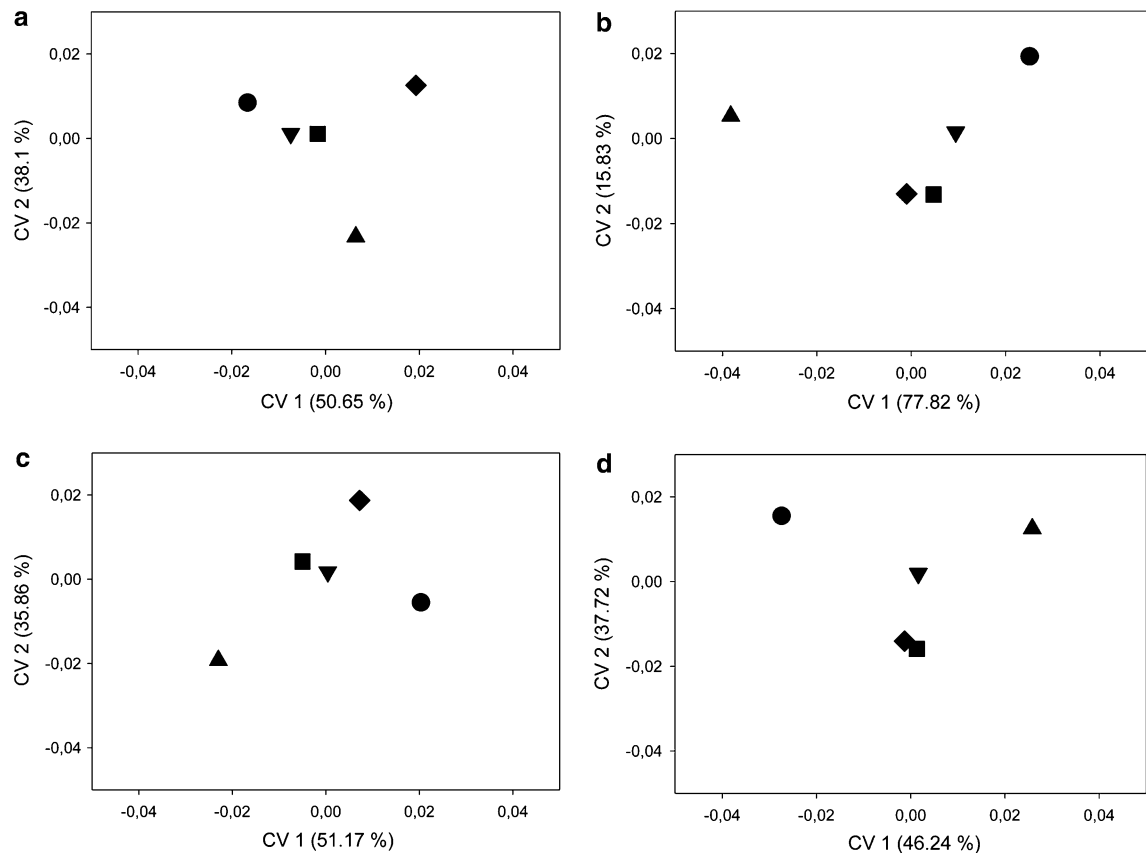 a
0,02
0,00
-0,02
-0,04
CV 2 (38.1 %)
-0,04 -0,02 0,00 0,02 0,04
CV 1 (50.65 %)
b
0,02
0,00
-0,02
-0,04
CV 2 (15.83 %)
-0,04 -0,02 0,00 0,02 0,04
CV 1 (77.82 %)
c
0,02
0,00
-0,02
-0,04
CV 2 (35.86 %)
-0,04 -0,02 0,00 0,02 0,04
CV 1 (51.17 %)
d
0,02
0,00
-0,02
-0,04
CV 2 (37.72 %)
-0,04 -0,02 0,00 0,02 0,04
CV 1 (46.24 %)